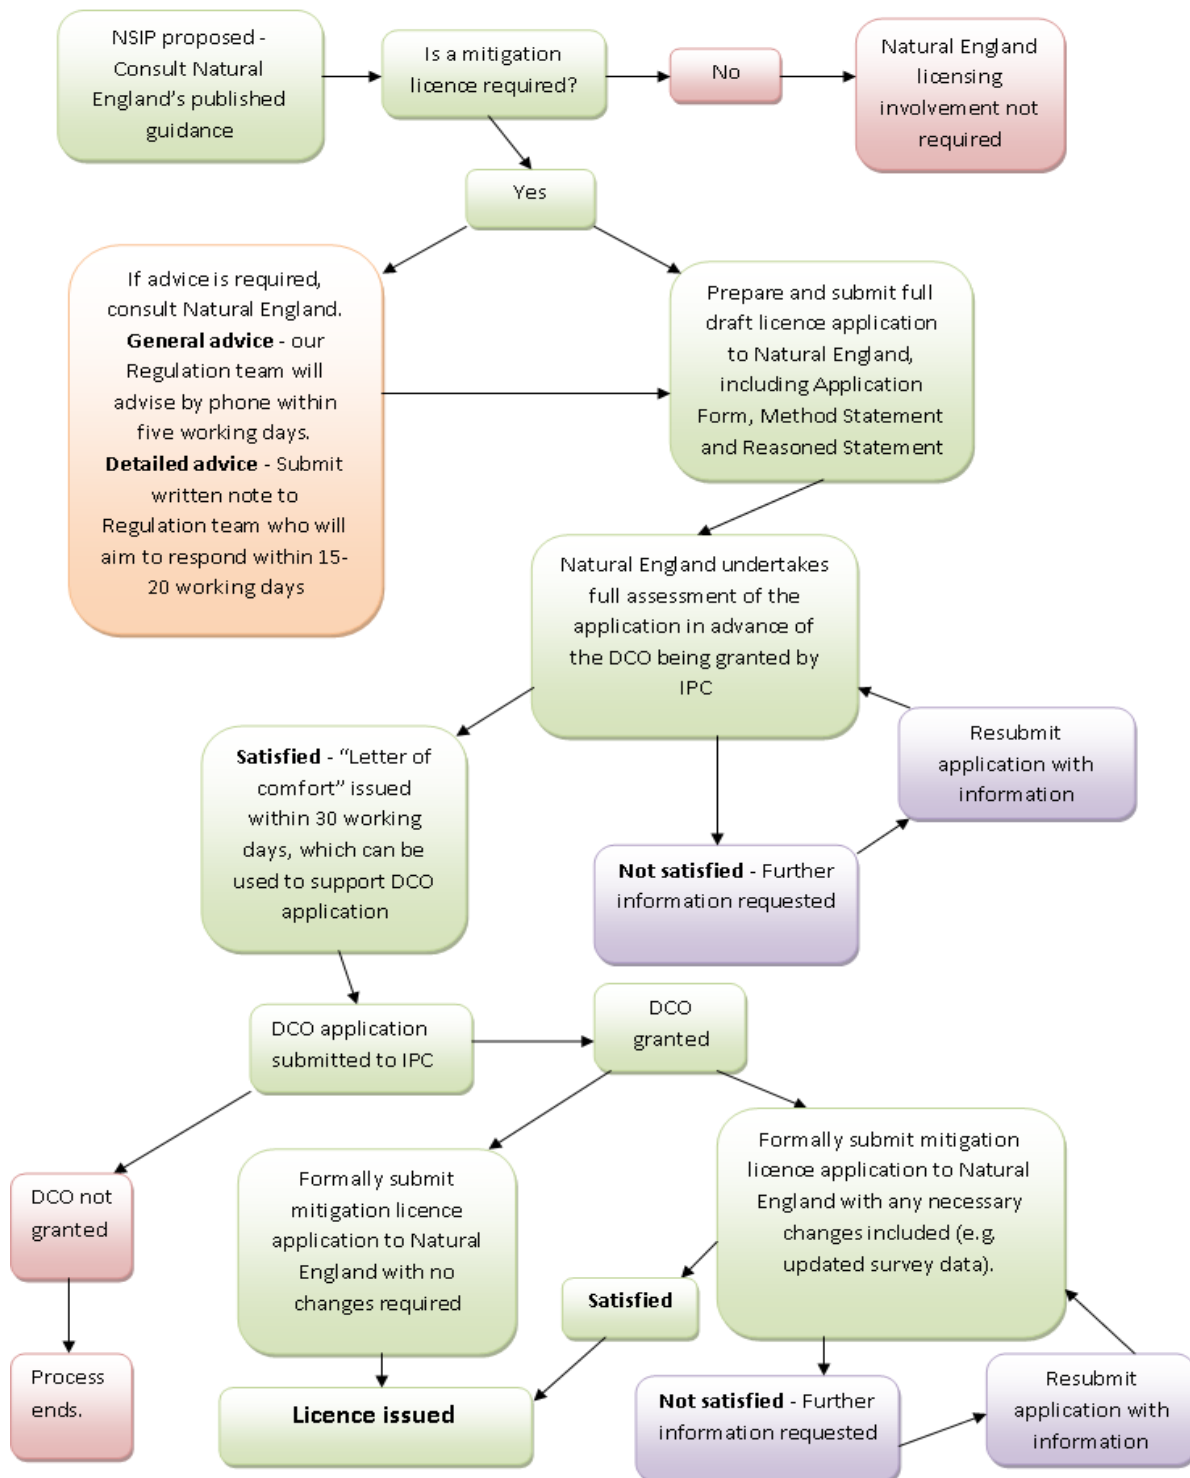 NSIP proposed -
Consult Natural
England's published
guidance
Is a mitigation
licence required?
No
Natural England
licensing
involvement not
required
Yes
If advice is required,
consult Natural England.
General advice - our
Regulation team will
advise by phone within
five working days.
Detailed advice - Submit
written note to
Regulation team who will
aim to respond within 15-
20 working days
Prepare and submit full
draft licence application
to Natural England,
including Application
Form, Method Statement
and Reasoned Statement
Natural England undertakes
full assessment of the
application in advance of
the DCO being granted by
IPC
Satisfied - “Letter of
comfort” issued
within 30 working
days, which can be
used to support DCO
application
Resubmit
application with
information
Not satisfied - Further
information requested
DCO application
submitted to IPC
DCO
granted
DCO not
granted
Formally submit
mitigation licence
application to Natural
England with no
changes required
Formally submit mitigation
licence application to Natural
England with any necessary
changes included (e.g.
updated survey data).
Satisfied
Process
ends.
Licence issued
Not satisfied - Further
information requested
Resubmit
application with
information